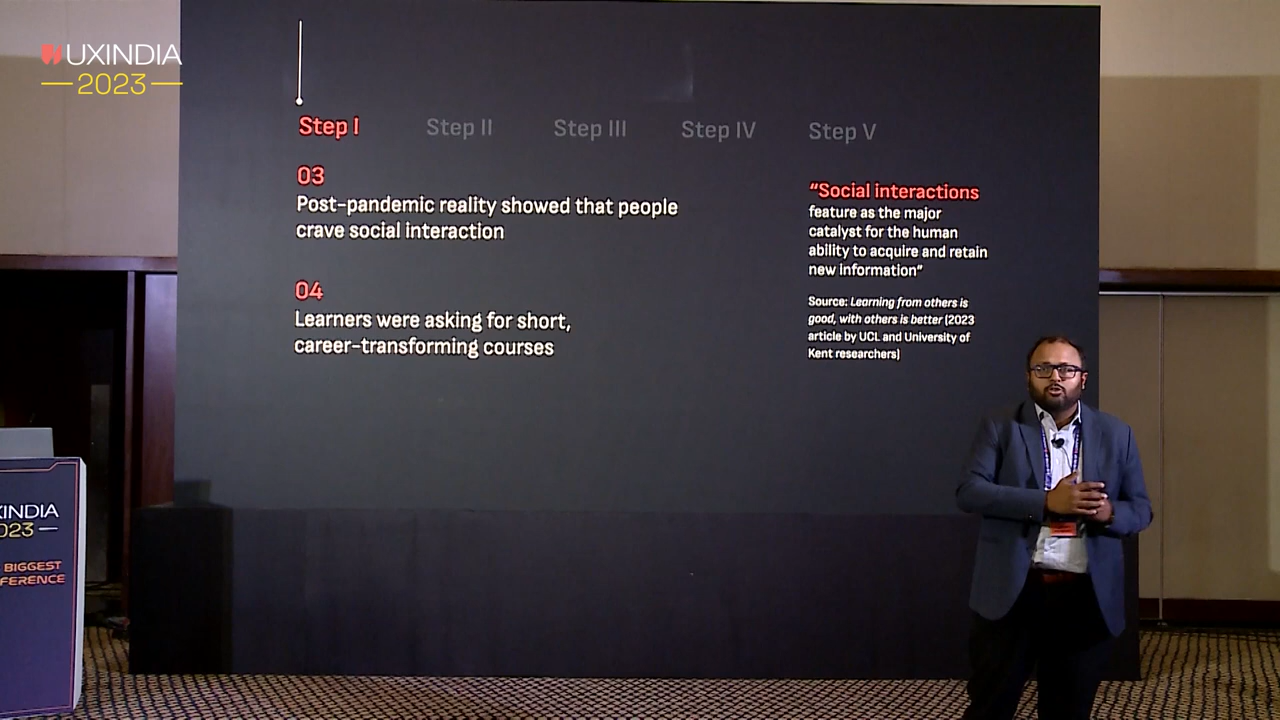 UXINDIA
2023
Step I Step II Step III Step IV Step V
03
Post-pandemic reality showed that people
crave social interaction
04
Learners were asking for short,
career-transforming courses
“Social interactions
feature as the major
catalyst for the human
ability to acquire and retain
new information”
Source: Learning from others is
good, with others is better (2023
article by UCL and University of
Kent researchers)
XINDIA
023
BIGGEST
FERENCE